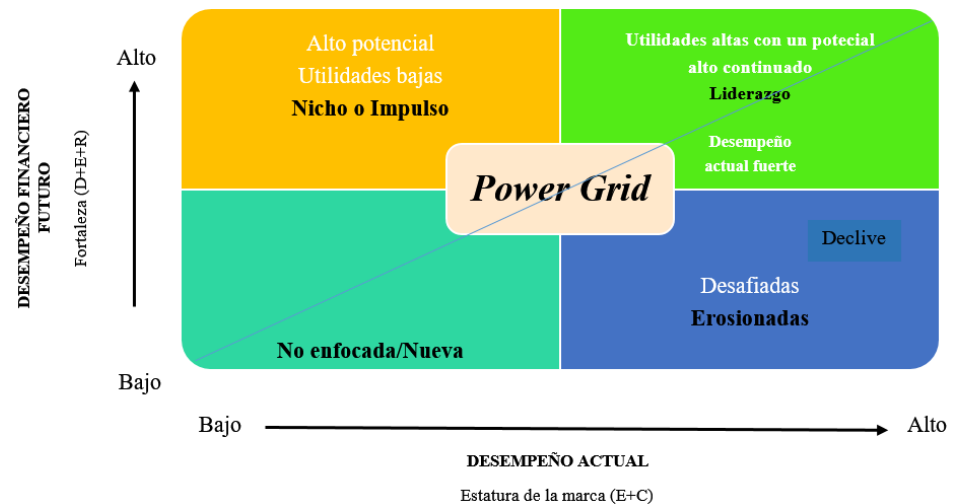 DESEMPEÑO FINANCIERO
FUTURO
Fortaleza (D+E+R)
Alto
Bajo
Alto potencial
Utilidades bajas
Nicho o Impulso
Utilidades altas con un potecial
alto continuado
Liderazgo
Desempeño
actual fuerte
Power Grid
No enfocada/Nueva
Declive
Desafiadas
Erosionadas
Bajo
Alto
DESEMPEÑO ACTUAL
Estatura de la marca (E+C)